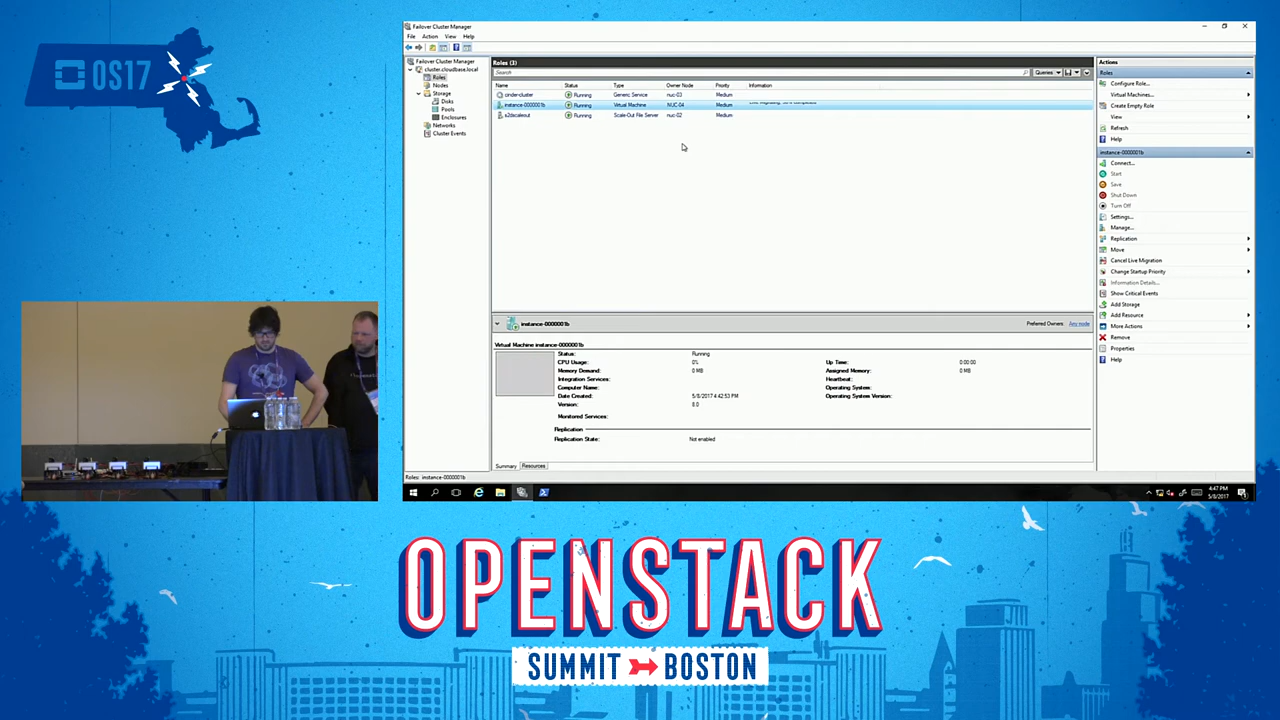 OS17
Failover Cluster Manager
File Action View Help
Failover Cluster Manager
cluster.cloudbase.local
Roles
Nodes
Storage
Disks
Pools
Enclosures
Networks
Cluster Events
Roles (3)
Search
Queries
Name Status Type Owner Node Priority Information
cinder-cluster Running Generic Service nuc-03 Medium
instance-0000001b Running Virtual Machine NUC-04 Medium
s2dscaleout Running Scale-Out File Server nuc-02 Medium
instance-0000001b
Preferred Owners: Any node
Virtual Machine instance-0000001b
Status: Running
CPU Usage: 0% Up Time: 0:00:00
Memory Demand: 0 MB Assigned Memory: 0 MB
Integration Services: Heartbeat:
Computer Name: Operating System:
Date Created: 5/8/2017 4:42:53 PM Operating System Version:
Version: 8.0
Monitored Services:
Replication
Replication State: Not enabled
Summary Resources
Roles: instance-0000001b
Actions
Roles
Configure Role...
Virtual Machines...
Create Empty Role
View
Refresh
Help
instance-0000001b
Connect...
Start
Save
Shut Down
Turn Off
Settings...
Manage...
Replication
Move
Cancel Live Migration
Change Startup Priority
Information Details...
Show Critical Events
Add Storage
Add Resource
More Actions
Remove
Properties
Help
4:47 PM
5/8/2017
OPENSTACK
SUMMIT BOSTON